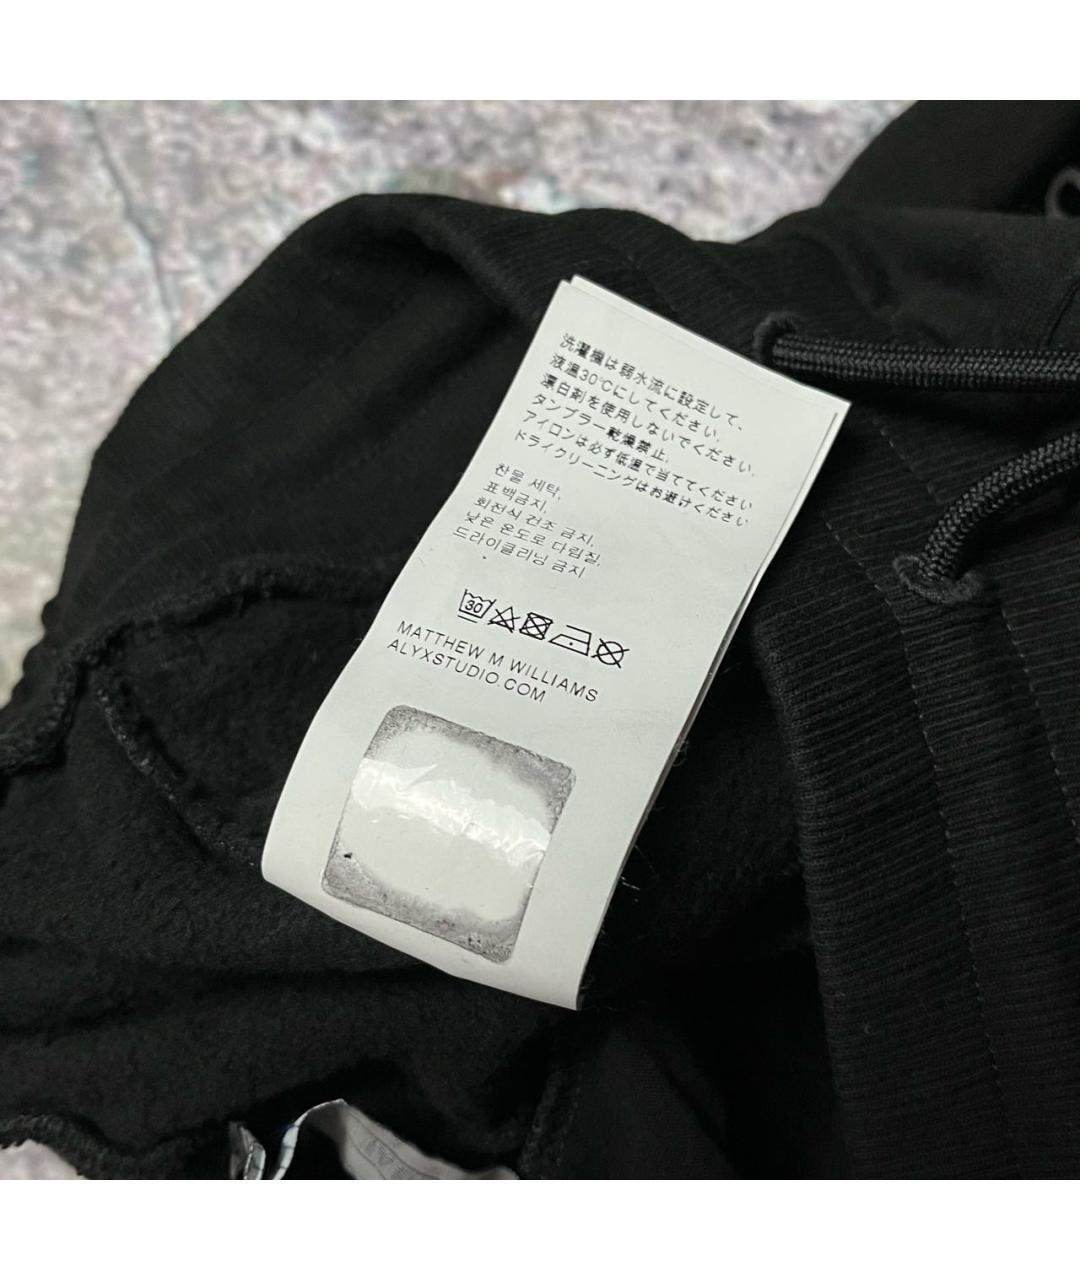 洗濯機は弱水流に設定して、
液温30℃にしてください。
漂白剤を使用しないでください.
タンブラー乾燥禁止.
アイロンは必ず低温で当ててください
ドライクリーニングはお避けください
찬물 세탁,
표백금지,
회전식 건조 금지,
낮은 온도로 다림질,
드라이클리닝 금지
30
MATTHEW M WILLIAMS
ALYXSTUDIO.COM